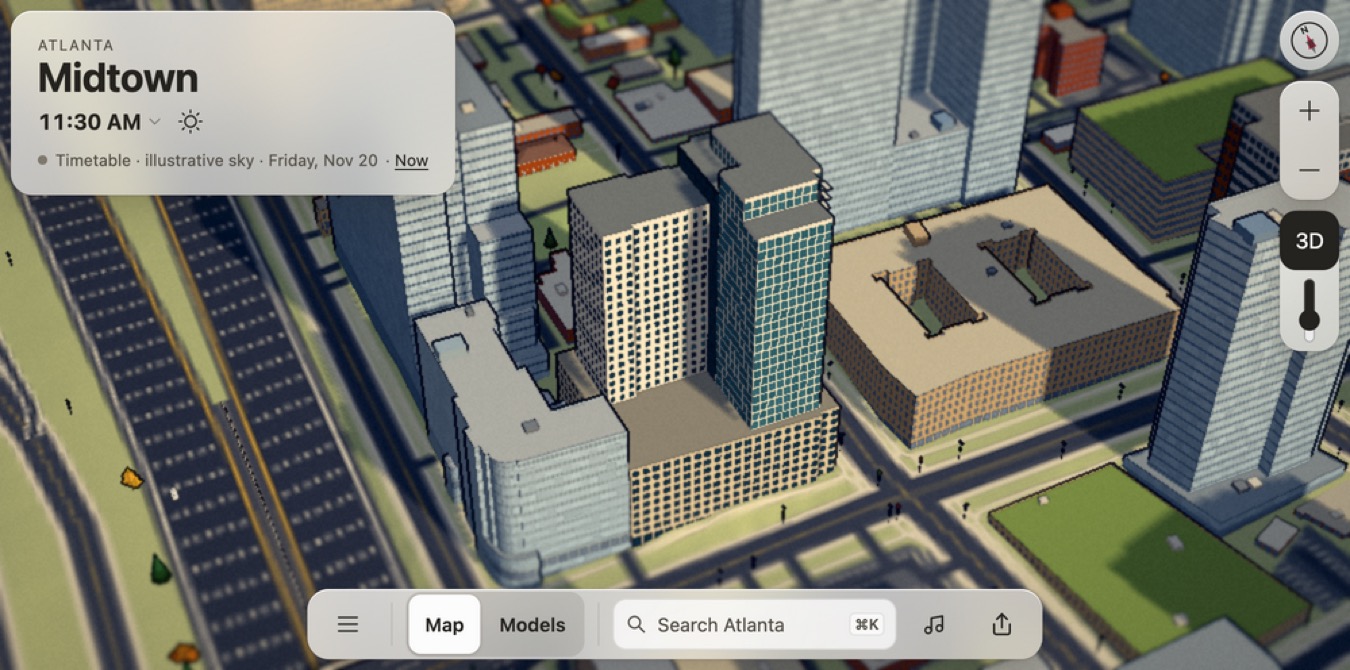 ATLANTA
Midtown
11:30 AM
Timetable · illustrative sky · Friday, Nov 20 · Now
N
3D
Map
Models
Search Atlanta
⌘K